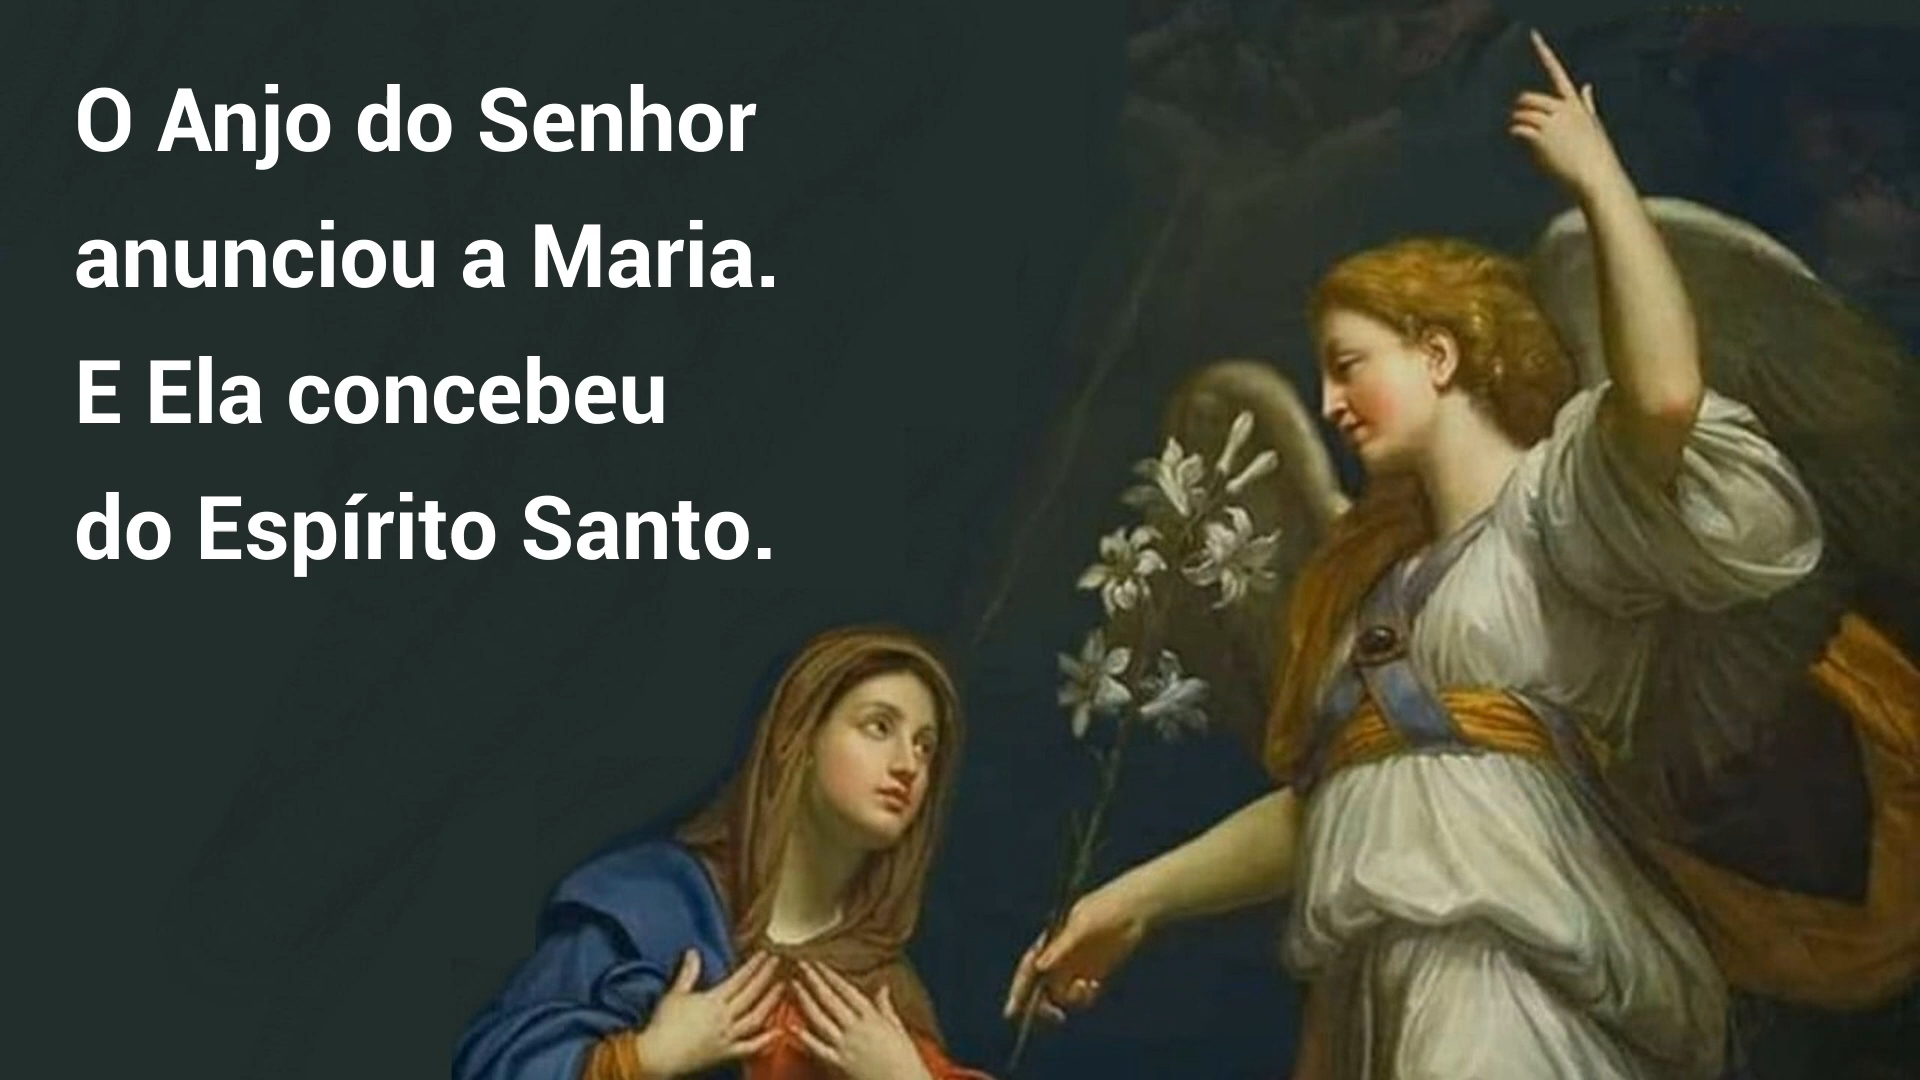 O Anjo do Senhor
anunciou a Maria.
E Ela concebeu
do Espírito Santo.